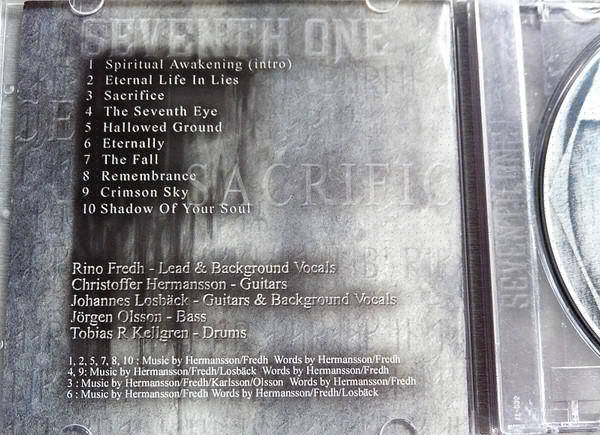 SEVENTH ONE
1 Spiritual Awakening (intro)
2 Eternal Life In Lies
3 Sacrifice
4 The Seventh Eye
5 Hallowed Ground
6 Eternally
7 The Fall
8 Remembrance
9 Crimson Sky
10 Shadow Of Your Soul
SACRIFIC
Rino Fredh - Lead & Background Vocals
Christoffer Hermansson - Guitars
Johannes Losbäck - Guitars & Background Vocals
Jörgen Olsson - Bass
Tobias R Kellgren - Drums
1, 2, 5, 7, 8, 10 : Music by Hermansson/Fredh Words by Hermansson/Fredh
4, 9: Music by Hermansson/Fredh/Losbäck Words by Hermansson/Fredh
3 : Music by Hermansson/Fredh/Karlsson/Olsson Words by Hermansson/Fredh
6 : Music by Hermansson/Fredh Words by Hermansson/Fredh/Losbäck
SEVENTH ONE